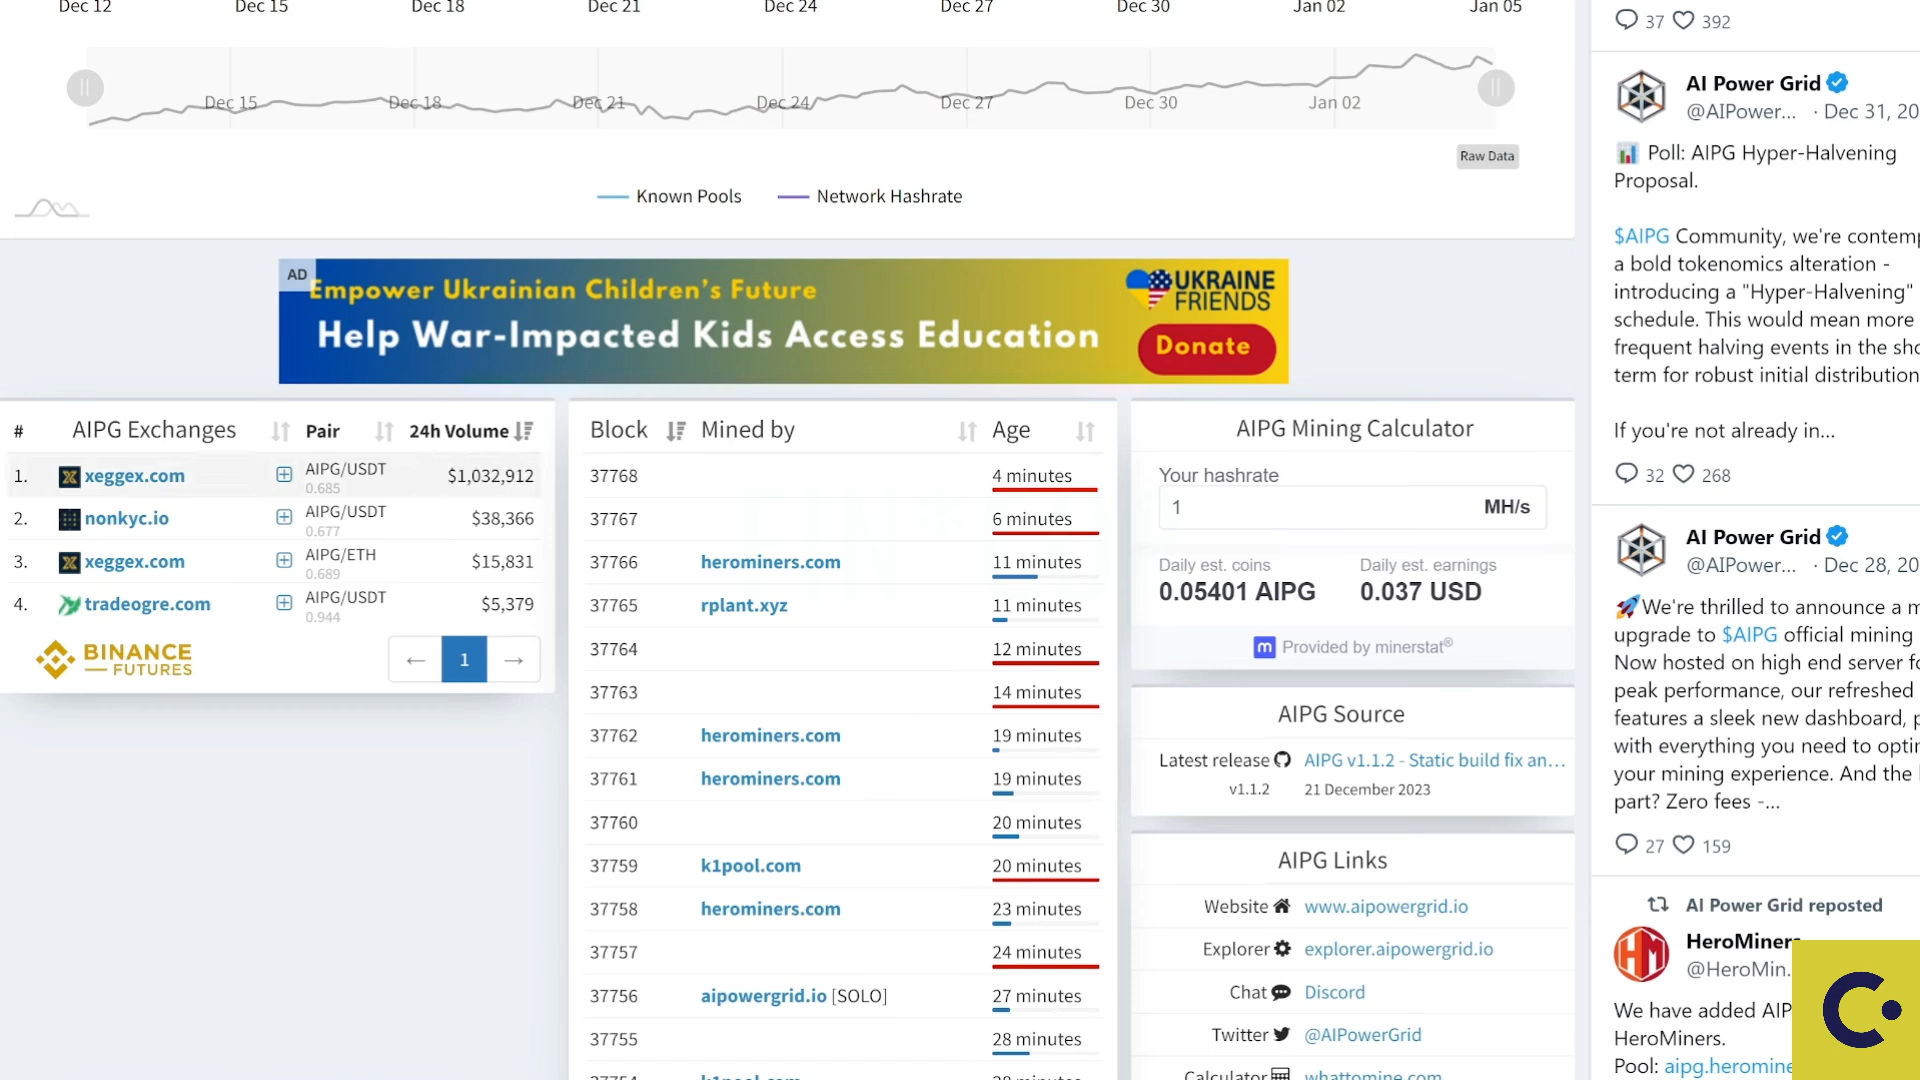 Dec 12 Dec 15 Dec 18 Dec 21 Dec 24 Dec 27 Dec 30 Jan 02 Jan 05
Dec 15 Dec 18 Dec 21 Dec 24 Dec 27 Dec 30 Jan 02
Raw Data
Known Pools Network Hashrate
AD
Empower Ukrainian Children's Future
Help War-Impacted Kids Access Education
UKRAINE
FRIENDS
Donate
# AIPG Exchanges Pair 24h Volume
1. xeggex.com AIPG/USDT $1,032,912
0.685
2. nonkyc.io AIPG/USDT $38,366
0.677
3. xeggex.com AIPG/ETH $15,831
0.689
4. tradeogre.com AIPG/USDT $5,379
0.944
BINANCE
FUTURES
← 1 →
Block Mined by Age
37768 4 minutes
37767 6 minutes
37766 herominers.com 11 minutes
37765 rplant.xyz 11 minutes
37764 12 minutes
37763 14 minutes
37762 herominers.com 19 minutes
37761 herominers.com 19 minutes
37760 20 minutes
37759 k1pool.com 20 minutes
37758 herominers.com 23 minutes
37757 24 minutes
37756 aipowergrid.io [SOLO] 27 minutes
37755 28 minutes
AIPG Mining Calculator
Your hashrate
1 MH/s
Daily est. coins Daily est. earnings
0.05401 AIPG 0.037 USD
m Provided by minerstat®
AIPG Source
Latest release AIPG v1.1.2 - Static build fix an...
v1.1.2 21 December 2023
AIPG Links
Website www.aipowergrid.io
Explorer explorer.aipowergrid.io
Chat Discord
Twitter @AIPowerGrid
Calculator whattomine.com
37 392
AI Power Grid
@AIPower... · Dec 31, 20
Poll: AIPG Hyper-Halvening
Proposal.
$AIPG Community, we're contemp
a bold tokenomics alteration -
introducing a "Hyper-Halvening"
schedule. This would mean more
frequent halving events in the sho
term for robust initial distribution
If you're not already in...
32 268
AI Power Grid
@AIPower... · Dec 28, 20
We're thrilled to announce a m
upgrade to $AIPG official mining
Now hosted on high end server fo
peak performance, our refreshed
features a sleek new dashboard, p
with everything you need to optim
your mining experience. And the
part? Zero fees -...
27 159
AI Power Grid reposted
HM HeroMiners
@HeroMin.
We have added AIP
HeroMiners.
Pool: aipg.heromine